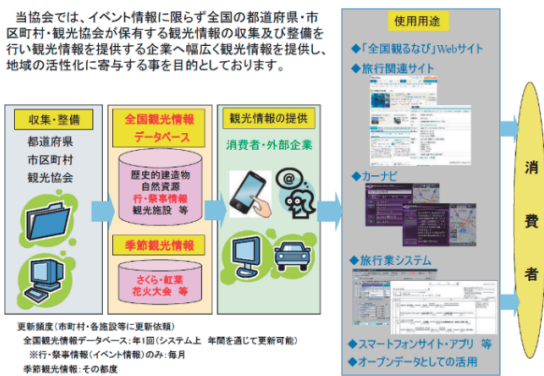 当協会では、イベント情報に限らず全国の都道府県・市
区町村・観光協会が保有する観光情報の収集及び整備を
行い観光情報を提供する企業へ幅広く観光情報を提供し、
地域の活性化に寄与する事を目的としております。
収集・整備
都道府県
市区町村
観光協会
全国観光情報
データベース
歴史的建造物
自然資源
行・祭事情報
観光施設 等
季節観光情報
さくら・紅葉
花火大会 等
観光情報の提供
消費者・外部企業
@
使用用途
◆「全国観るなび」Webサイト
◆旅行関連サイト
◆カーナビ
◆旅行業システム
◆スマートフォンサイト・アプリ 等
◆オープンデータとしての活用
消
費
者
更新頻度(市町村・各施設等に更新依頼)
全国観光情報データベース:年1回(システム上 年間を通じて更新可能)
※行・祭事情報(イベント情報)のみ:毎月
季節観光情報:その都度